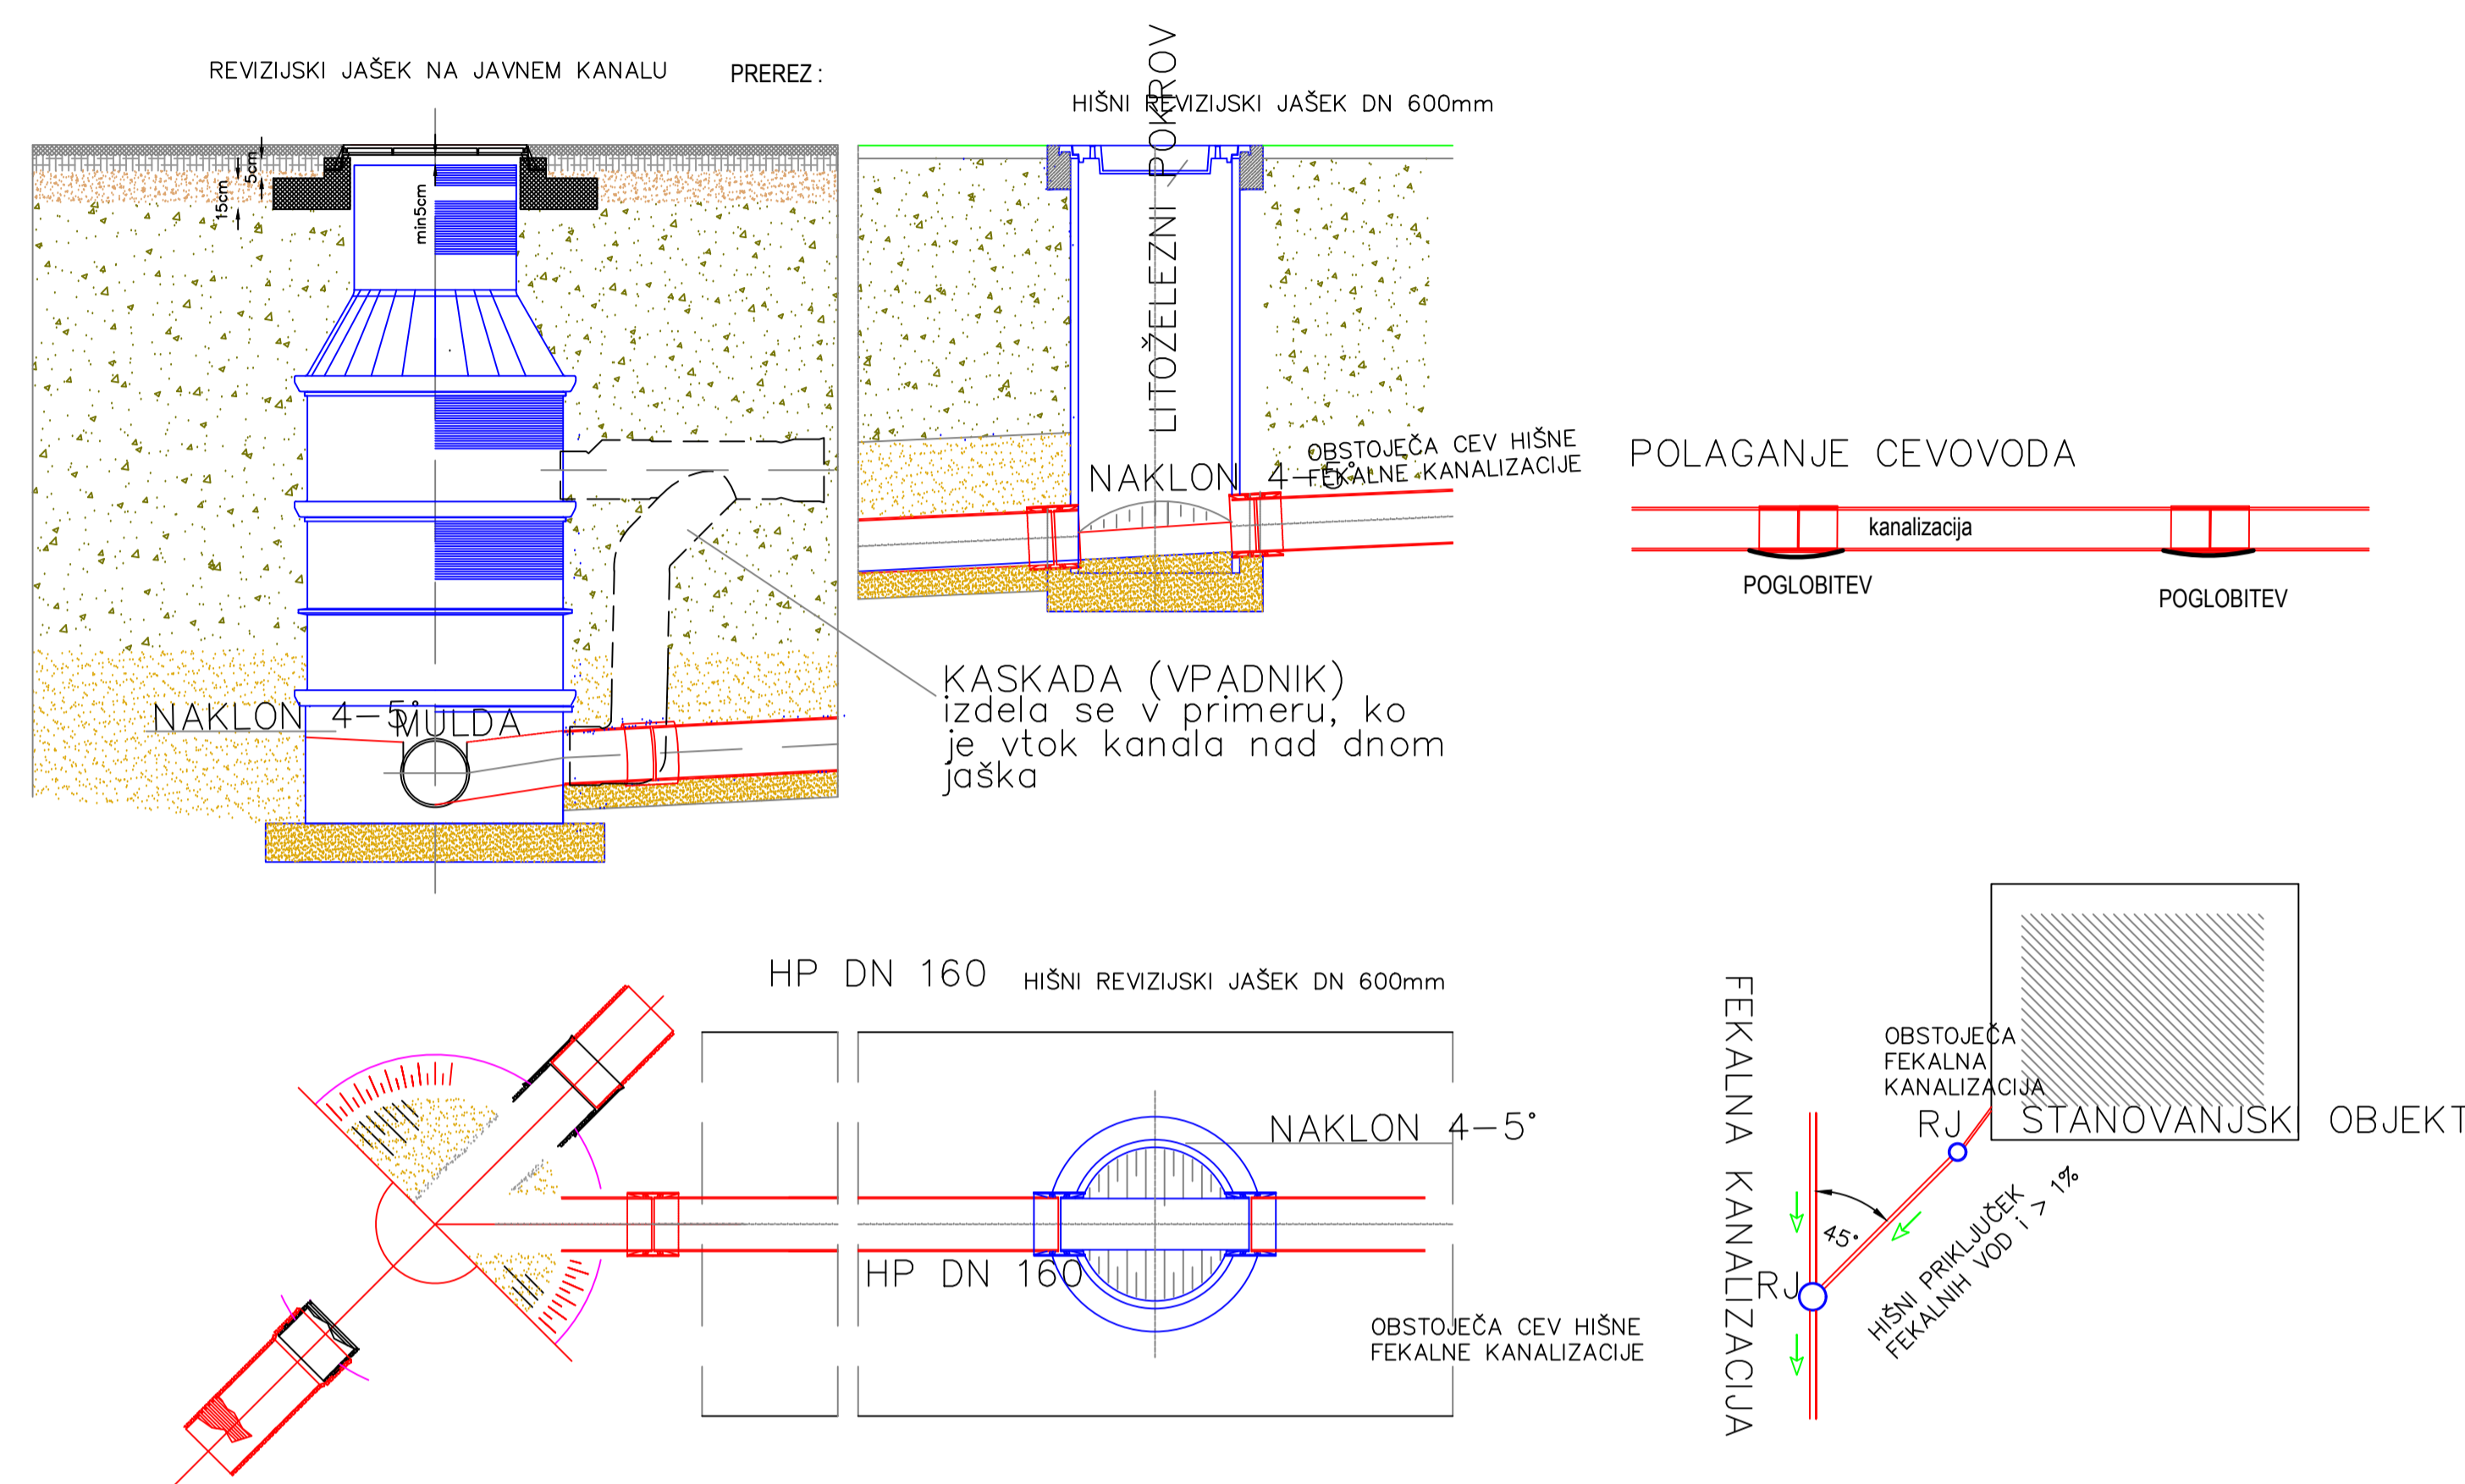 REVIZIJSKI JAŠEK NA JAVNEM KANALU
PREREZ :
HIŠNI REVIZIJSKI JAŠEK DN 600mm
LITOŽELEZNI POKROV
5cm
15cm
min5cm
OBSTOJEČA CEV HIŠNE
FEKALNE KANALIZACIJE
NAKLON 4-5°
POLAGANJE CEVOVODA
kanalizacija
POGLOBITEV
POGLOBITEV
KASKADA (VPADNIK)
izdela se v primeru, ko
je vtok kanala nad dnom
jaška
NAKLON 4-5°
MULDA
HP DN 160
HIŠNI REVIZIJSKI JAŠEK DN 600mm
NAKLON 4-5°
HP DN 160
OBSTOJEČA CEV HIŠNE
FEKALNE KANALIZACIJE
FEKALNA KANALIZACIJA
OBSTOJEČA
FEKALNA
KANALIZACIJA
RJ
STANOVANJSKI OBJEKT
45°
RJ
HIŠNI PRIKLJUČEK
FEKALNIH VOD i > 1%